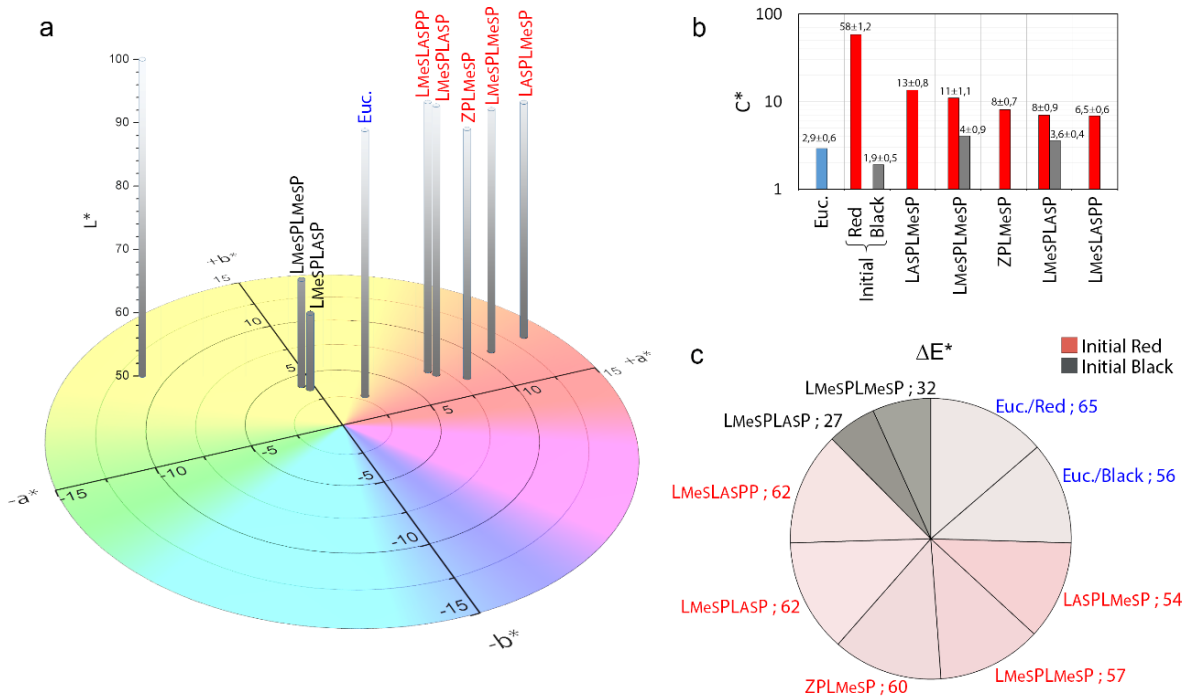 a
100
90
80
70
60
50
L*
LMeSPLMeSP
LMeSPLASP
Euc.
LMeSLASPP
LMeSPLASP
ZPLMeSP
LMeSPLMeSP
LASPLMeSP
+b*
15
10
5
-5
-10
-15
-b*
-a*
-15
-10
-5
5
10
15
+a*
b
C*
100
10
1
2,9±0,6
58±1,2
1,9±0,5
13±0,8
11±1,1
4±0,9
8±0,7
8±0,9
3,6±0,4
6,5±0,6
Euc.
Red
Black
Initial
LASPLMeSP
LMeSPLMeSP
ZPLMeSP
LMeSPLASP
LMeSLASPP
c
ΔE*
Initial Red
Initial Black
LMeSPLMeSP ; 32
LMeSPLASP ; 27
Euc./Red ; 65
Euc./Black ; 56
LMeSLASPP ; 62
LMeSPLASP ; 62
LASPLMeSP ; 54
ZPLMeSP ; 60
LMeSPLMeSP ; 57